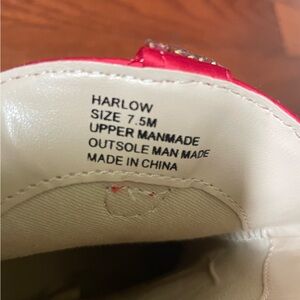 HARLOW
SIZE 7.5M
UPPER MANMADE
OUTSOLE MAN MADE
MADE IN CHINA